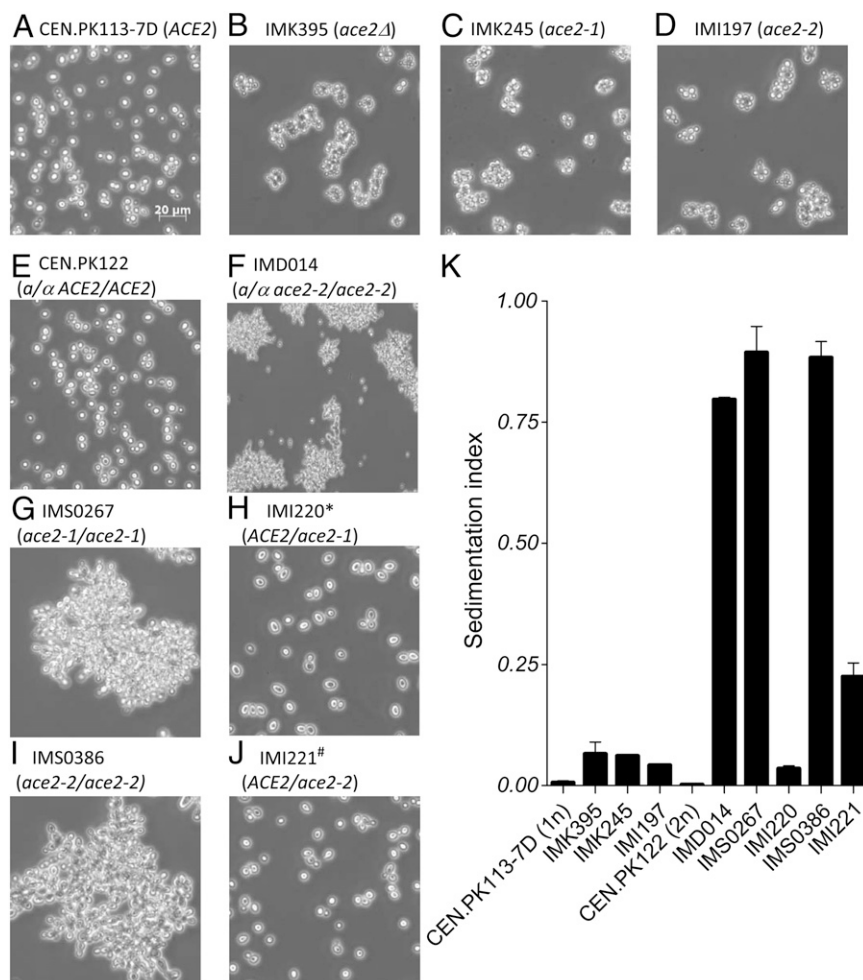 A CEN.PK113-7D (ACE2)
20 μm
B IMK395 (ace2Δ)
C IMK245 (ace2-1)
D IMI197 (ace2-2)
E CEN.PK122
(a/α ACE2/ACE2)
F IMD014
(a/α ace2-2/ace2-2)
G IMS0267
(ace2-1/ace2-1)
H IMI220*
(ACE2/ace2-1)
I IMS0386
(ace2-2/ace2-2)
J IMI221#
(ACE2/ace2-2)
K
Sedimentation index
1.00
0.75
0.50
0.25
0.00
CEN.PK113-7D (1n)
IMK395
IMK245
IMI197
CEN.PK122 (2n)
IMD014
IMS0267
IMI220
IMS0386
IMI221